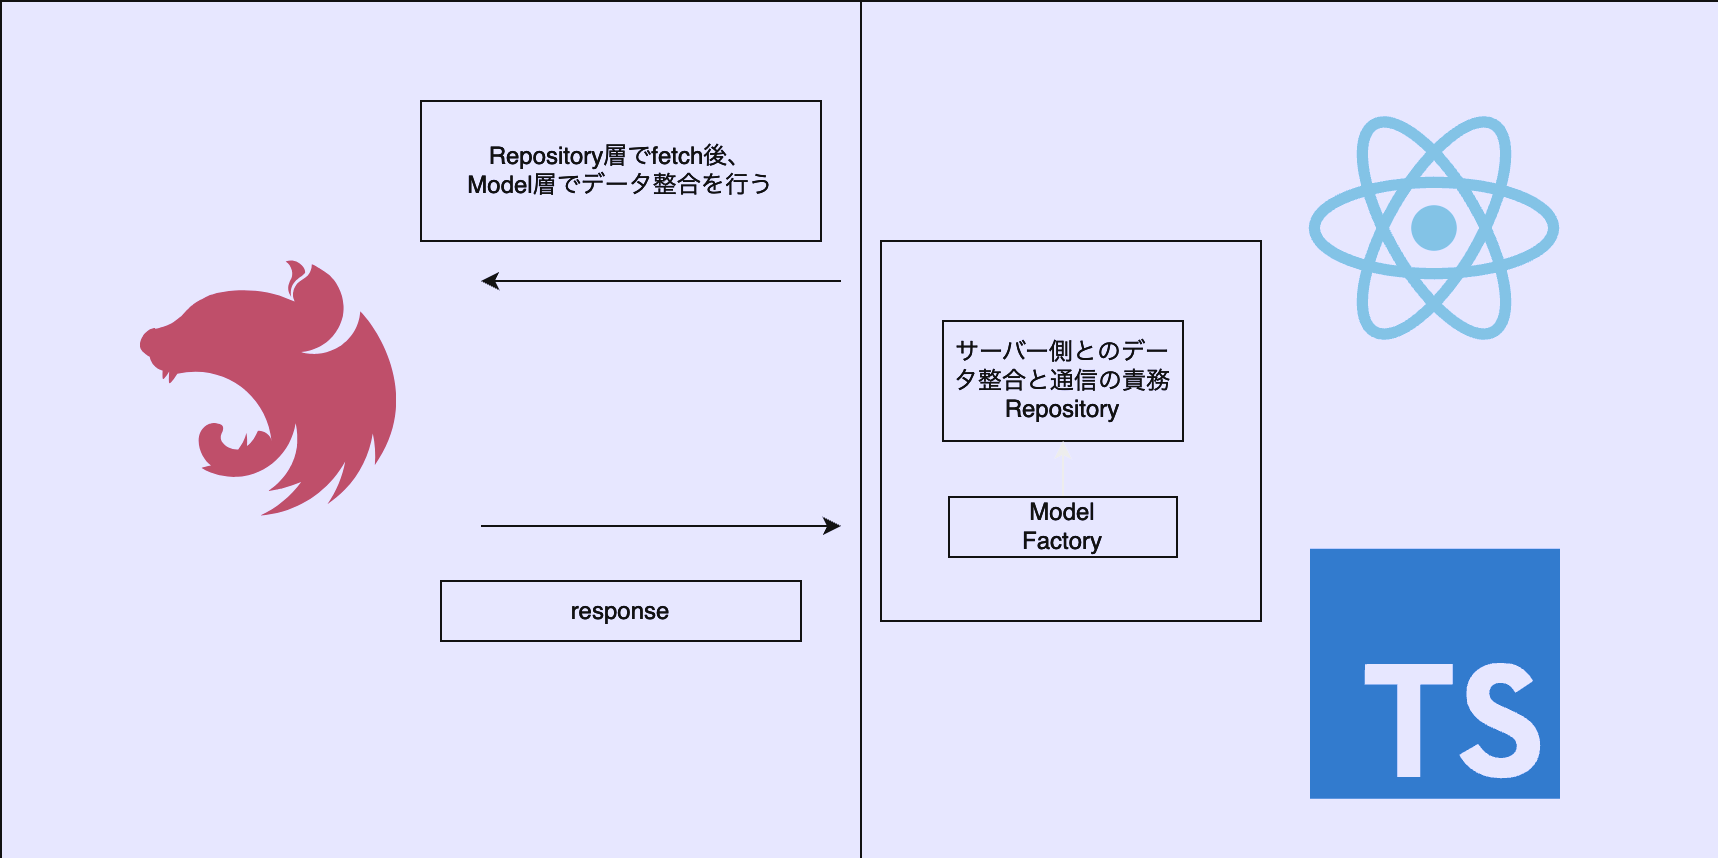 Repository層でfetch後、
Model層でデータ整合を行う
サーバー側とのデー
タ整合と通信の責務
Repository
Model
Factory
response
TS